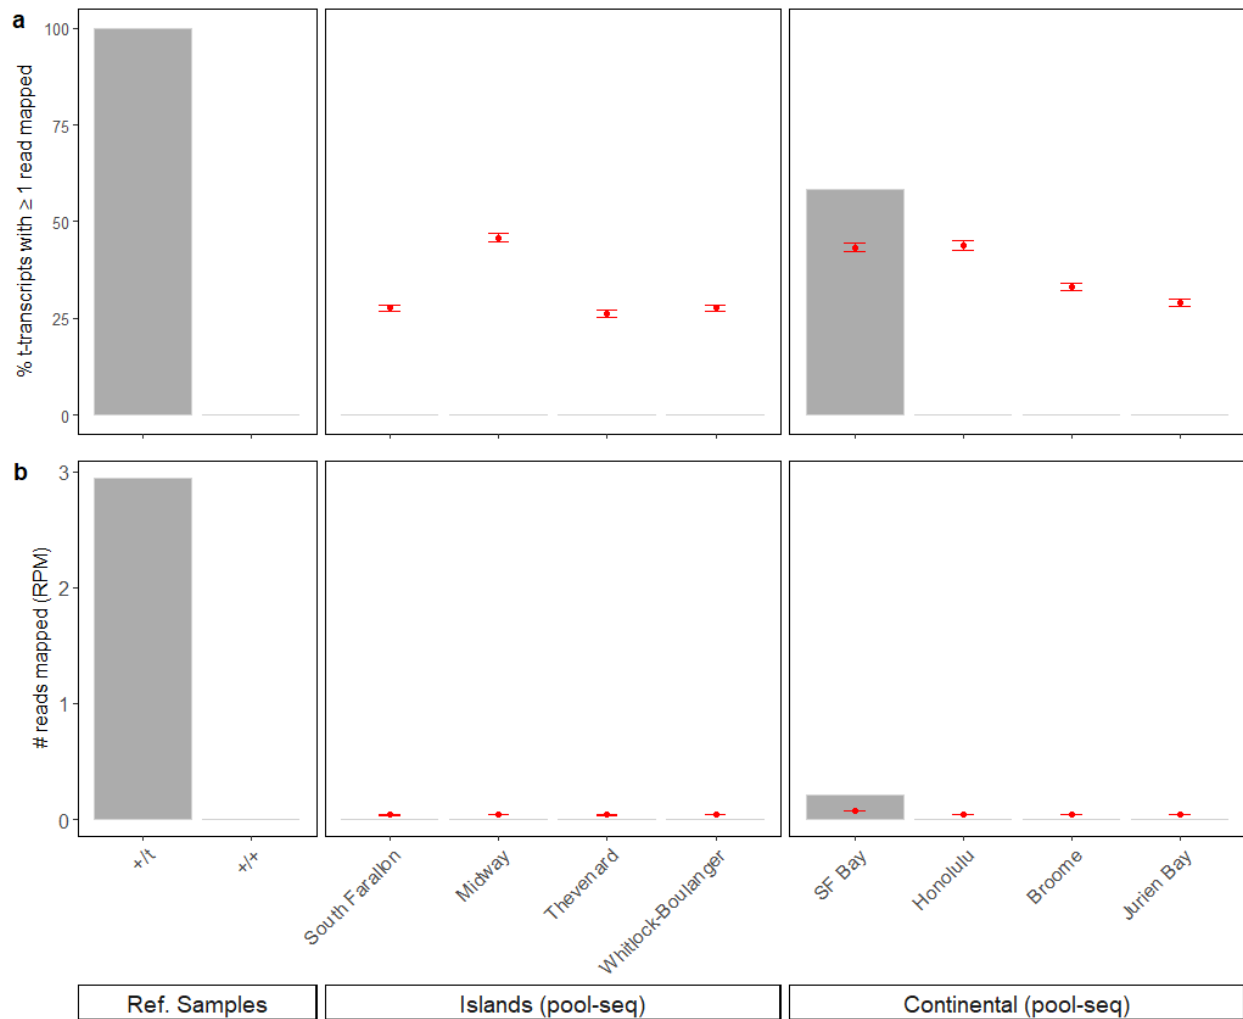 a
% t-transcripts with ≥ 1 read mapped
100
75
50
25
0
b
# reads mapped (RPM)
3
2
1
0
+/t
+/+
South Farallon
Midway
Thevenard
Whitlock-Boulanger
SF Bay
Honolulu
Broome
Jurien Bay
Ref. Samples
Islands (pool-seq)
Continental (pool-seq)